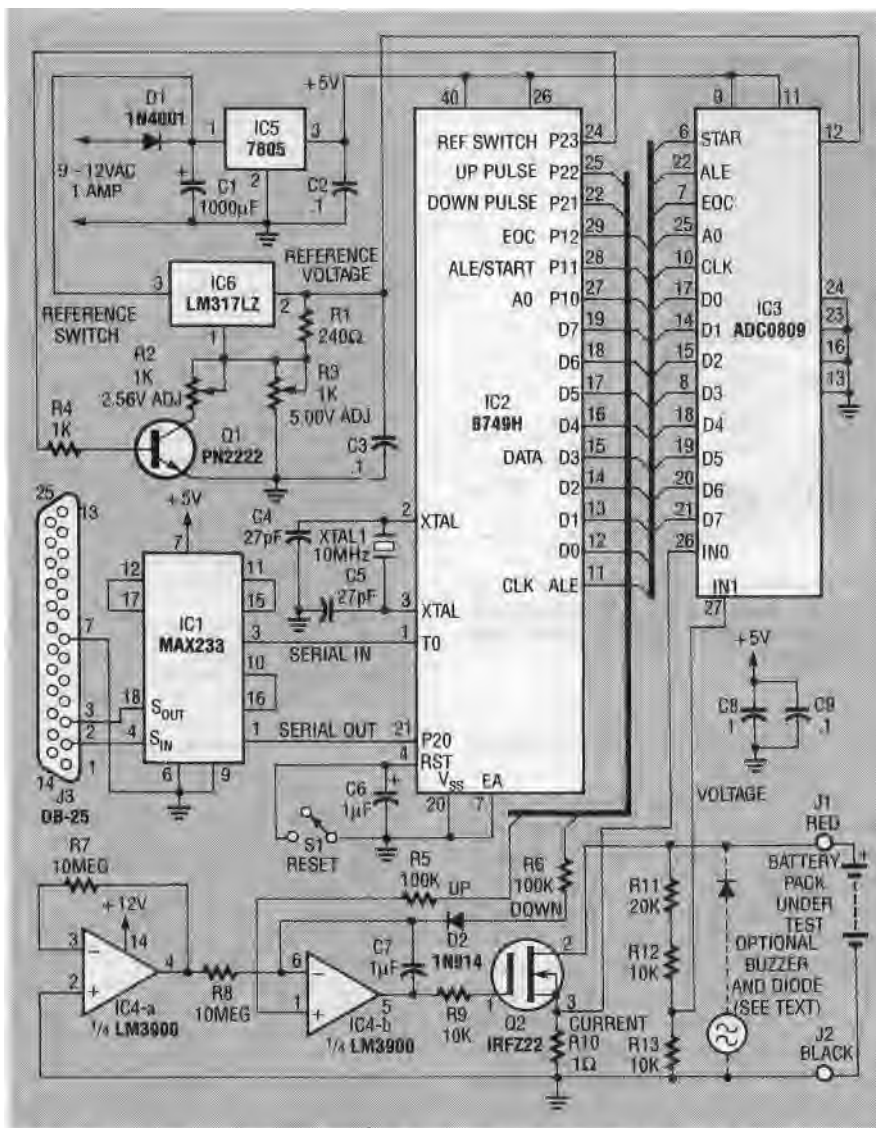 +5V
D1
1N4001
1
IC5
7805
3
2
9-12VAC
1 AMP
+
C1
1000µF
C2
.1
REFERENCE
VOLTAGE
3
IC6
LM317LZ
2
1
REFERENCE
SWITCH
R1
240Ω
R2
1K
2.56V ADJ
R3
1K
5.00V ADJ
R4
1K
Q1
PN2222
C3
.1
40
26
REF SWITCH P23
24
UP PULSE P22
25
DOWN PULSE P21
22
EOC P12
29
ALE/START P11
28
A0 P10
27
D7
19
D6
18
D5
17
D4
16
DATA D3
15
D2
14
D1
13
D0
12
CLK ALE
11
IC2
8749H
2
XTAL
3
XTAL
1
T0
21
P20
4
RST
VSS
20
EA
7
C4
27pF
XTAL1
10MHz
C5
27pF
9
11
12
6
STAR
22
ALE
7
EOC
25
A0
10
CLK
17
D0
14
D1
15
D2
8
D3
18
D4
19
D5
20
D6
21
D7
26
IN0
IN1
27
IC3
ADC0809
24
23
16
13
25
13
7
3
2
1
14
J3
DB-25
+5V
7
12
17
11
15
IC1
MAX233
3
SERIAL IN
10
16
18
SOUT
4
SIN
1
SERIAL OUT
6
9
C6
1µF
+
S1
RESET
+5V
C8
1
C9
.1
VOLTAGE
J1
RED
+
BATTERY
PACK
UNDER
TEST
OPTIONAL
BUZZER
AND DIODE
(SEE TEXT)
J2
BLACK
R7
10MEG
+12V
14
3
−
2
+
4
IC4-a
¼ LM3900
R8
10MEG
R5
100K
UP
R6
100K
DOWN
D2
1N914
C7
1µF
6
−
1
+
5
IC4-b
¼ LM3900
R9
10K
1
2
3
Q2
IRFZ22
CURRENT
R10
1Ω
R11
20K
R12
10K
R13
10K